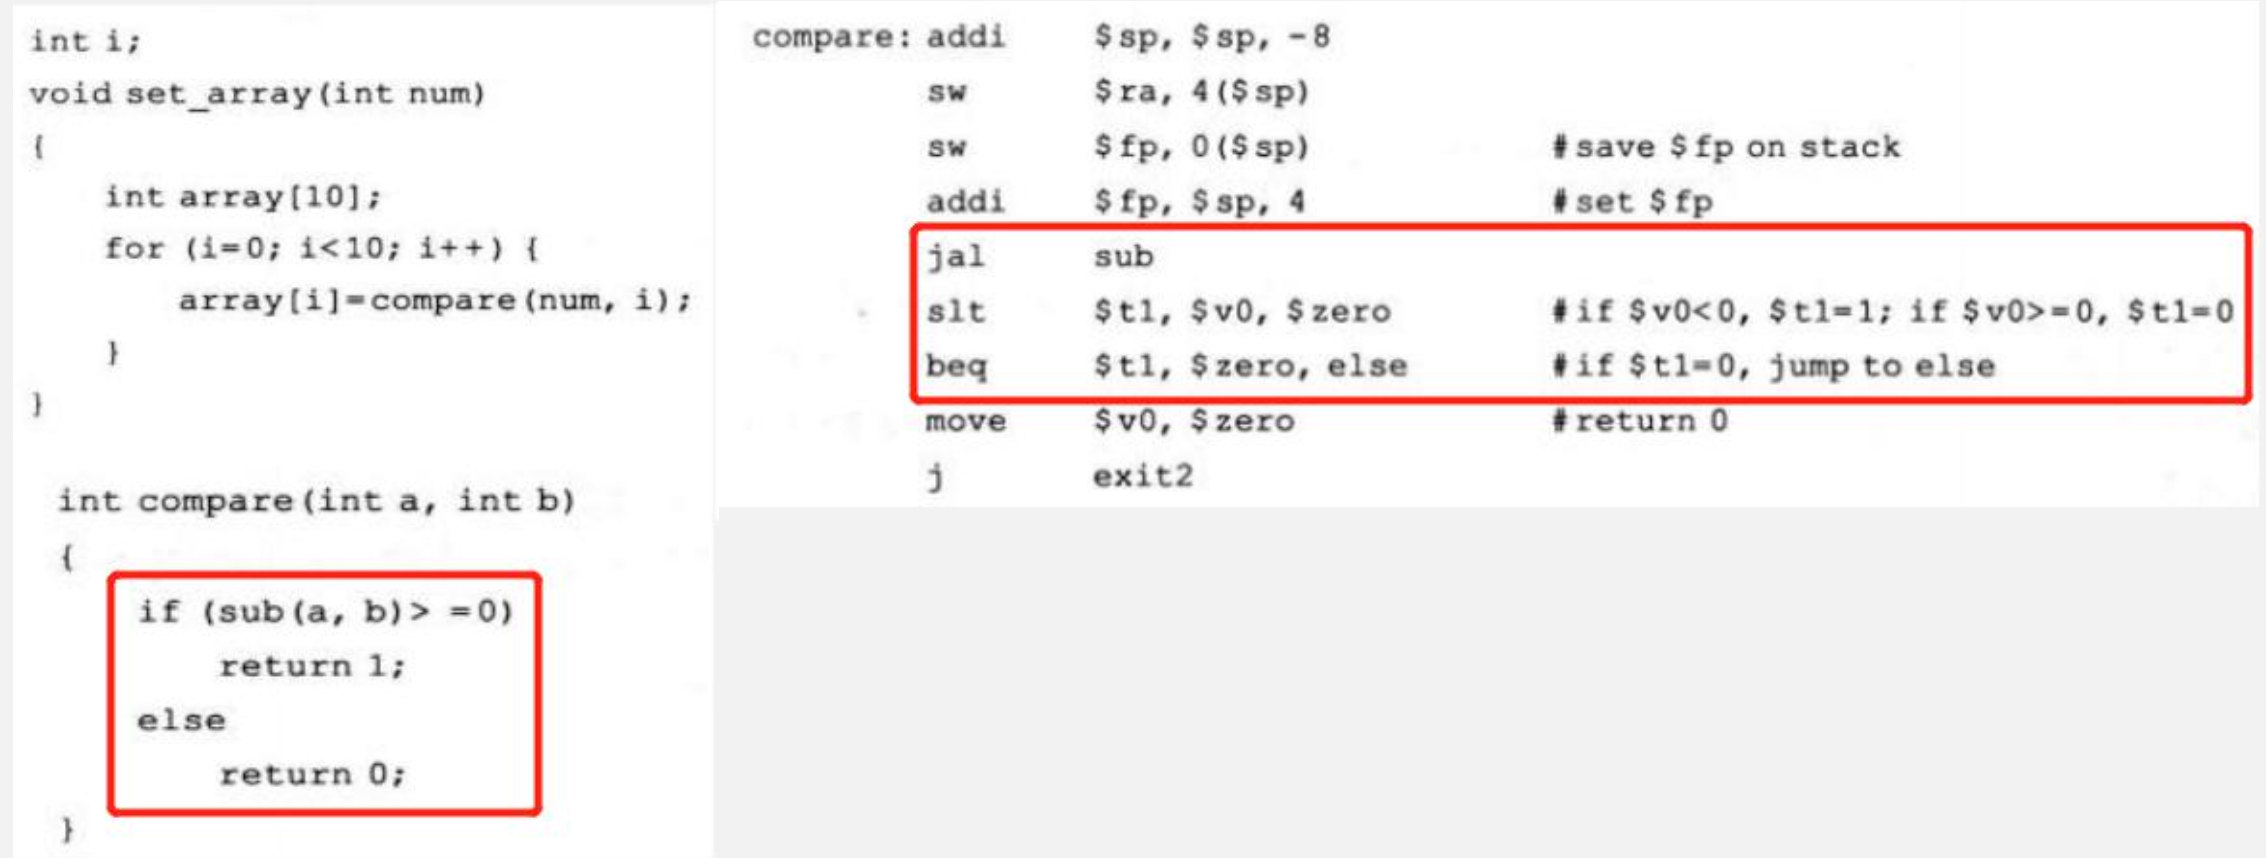 int i;
void set_array(int num)
{
int array[10];
for (i=0; i<10; i++) {
array[i]=compare(num, i);
}
}
int compare(int a, int b)
{
if (sub(a, b)> =0)
return 1;
else
return 0;
}
compare: addi $sp, $sp, -8
sw $ra, 4($sp)
sw $fp, 0($sp) #save $fp on stack
addi $fp, $sp, 4 #set $fp
jal sub
slt $t1, $v0, $zero #if $v0<0, $t1=1; if $v0>=0, $t1=0
beq $t1, $zero, else #if $t1=0, jump to else
move $v0, $zero #return 0
j exit2